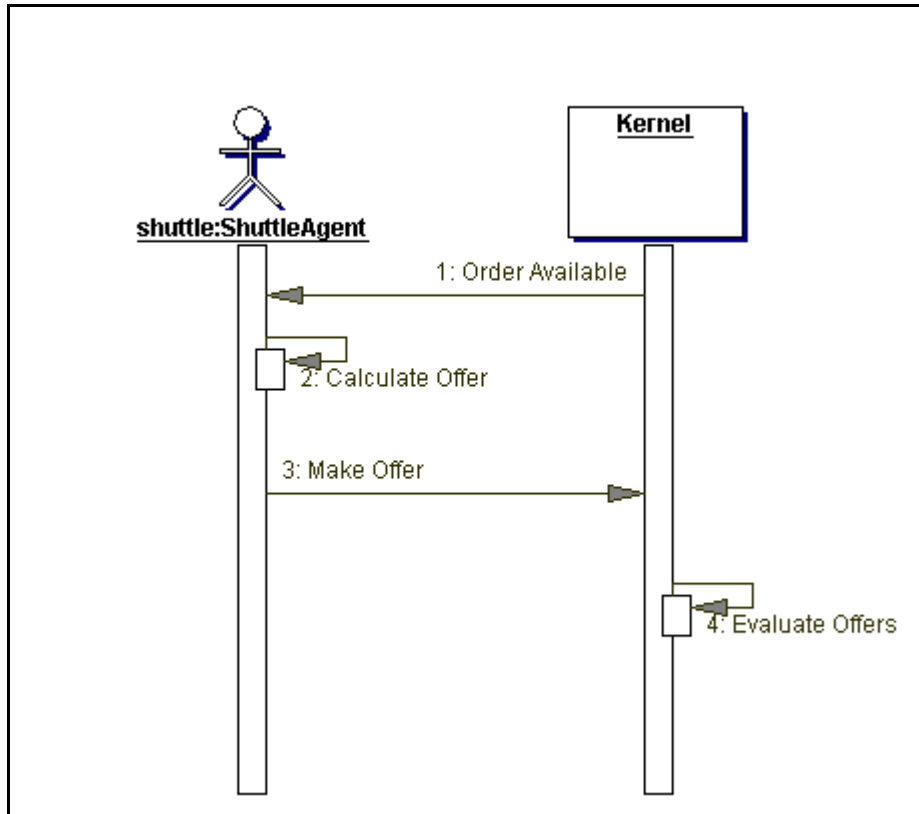 Kernel
shuttle:ShuttleAgent
1: Order Available
2: Calculate Offer
3: Make Offer
4: Evaluate Offers